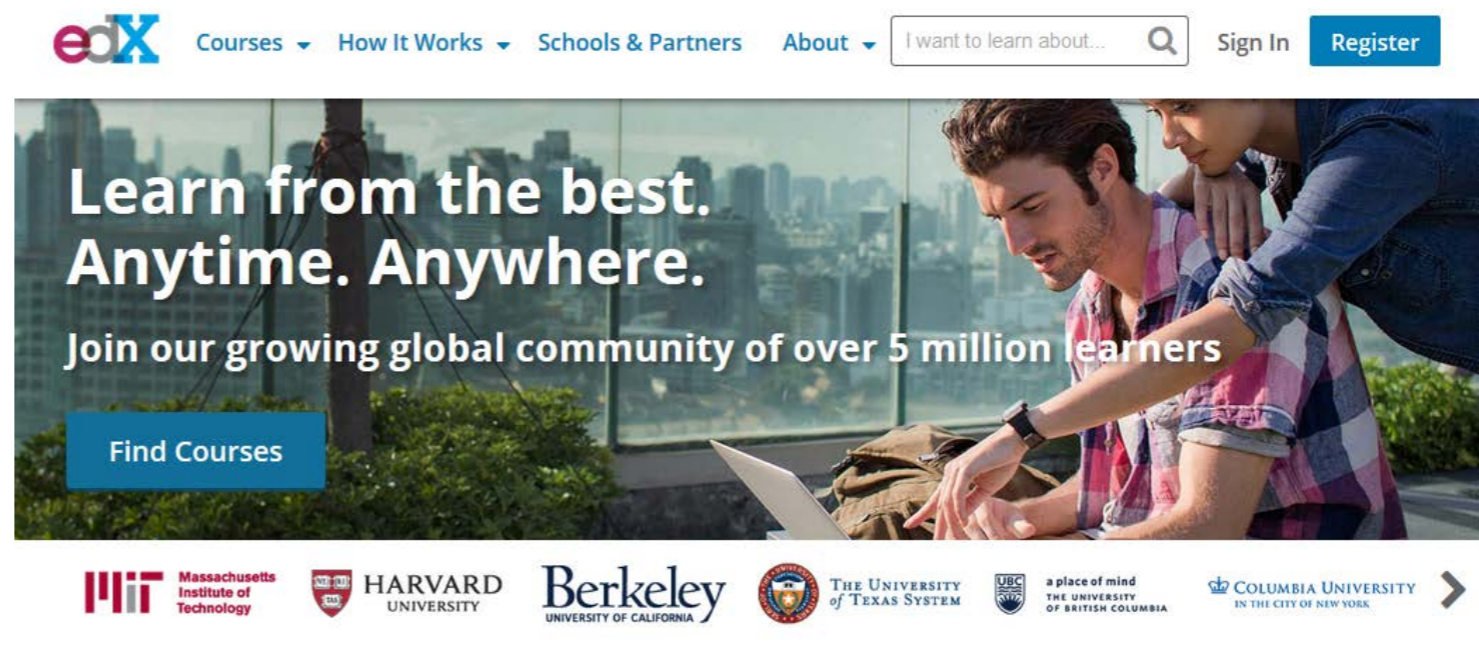 edX
Courses
How It Works
Schools & Partners
About
I want to learn about...
Sign In
Register
Learn from the best.
Anytime. Anywhere.
Join our growing global community of over 5 million learners
Find Courses
Massachusetts
Institute of
Technology
VE RI
TAS
HARVARD
UNIVERSITY
Berkeley
UNIVERSITY OF CALIFORNIA
THE UNIVERSITY
of TEXAS SYSTEM
UBC
a place of mind
THE UNIVERSITY
OF BRITISH COLUMBIA
COLUMBIA UNIVERSITY
IN THE CITY OF NEW YORK